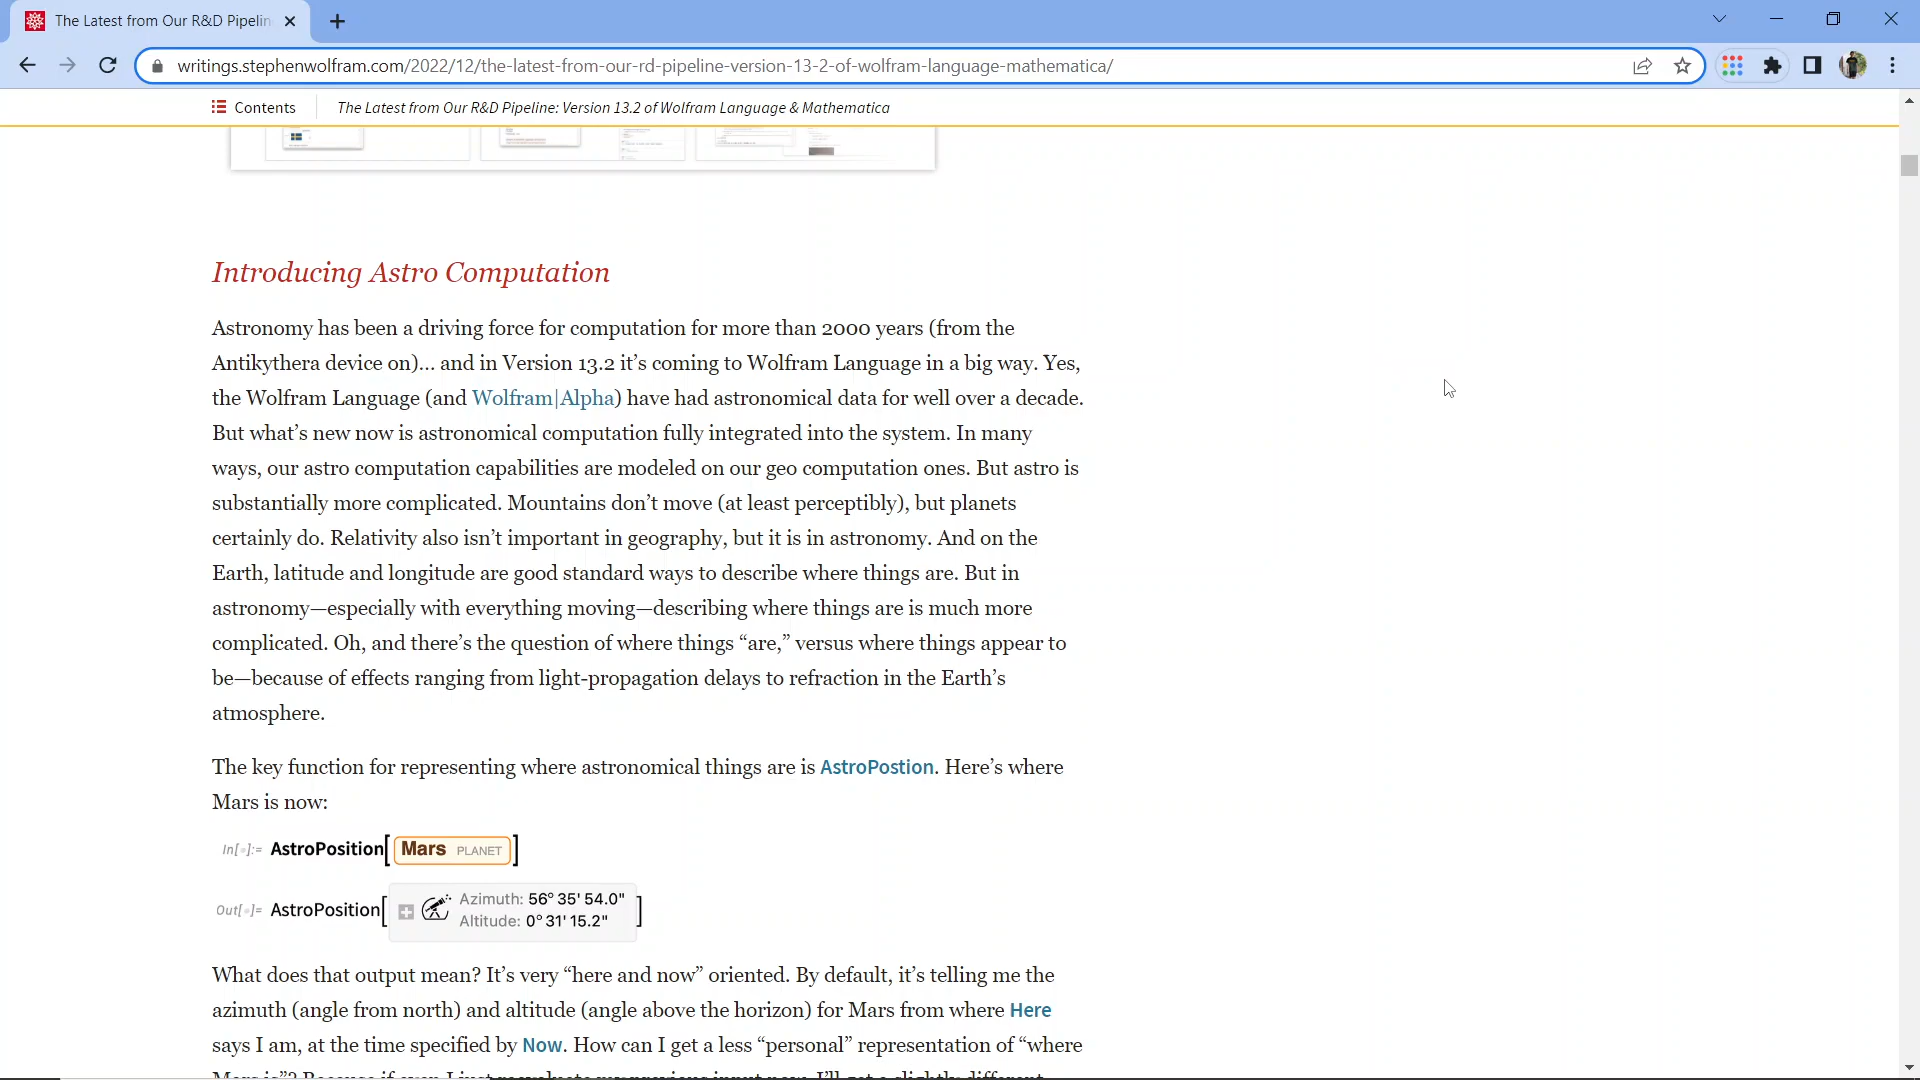 The Latest from Our R&D Pipelin
writings.stephenwolfram.com/2022/12/the-latest-from-our-rd-pipeline-version-13-2-of-wolfram-language-mathematica/
Contents
The Latest from Our R&D Pipeline: Version 13.2 of Wolfram Language & Mathematica
Introducing Astro Computation
Astronomy has been a driving force for computation for more than 2000 years (from the
Antikythera device on)… and in Version 13.2 it’s coming to Wolfram Language in a big way. Yes,
the Wolfram Language (and Wolfram|Alpha) have had astronomical data for well over a decade.
But what’s new now is astronomical computation fully integrated into the system. In many
ways, our astro computation capabilities are modeled on our geo computation ones. But astro is
substantially more complicated. Mountains don’t move (at least perceptibly), but planets
certainly do. Relativity also isn’t important in geography, but it is in astronomy. And on the
Earth, latitude and longitude are good standard ways to describe where things are. But in
astronomy—especially with everything moving—describing where things are is much more
complicated. Oh, and there’s the question of where things “are,” versus where things appear to
be—because of effects ranging from light-propagation delays to refraction in the Earth’s
atmosphere.
The key function for representing where astronomical things are is AstroPostion. Here’s where
Mars is now:
In[◦]:= AstroPosition[Mars PLANET]
Out[◦]= AstroPosition[Azimuth: 56° 35' 54.0"
Altitude: 0° 31' 15.2"]
What does that output mean? It’s very “here and now” oriented. By default, it’s telling me the
azimuth (angle from north) and altitude (angle above the horizon) for Mars from where Here
says I am, at the time specified by Now. How can I get a less “personal” representation of “where